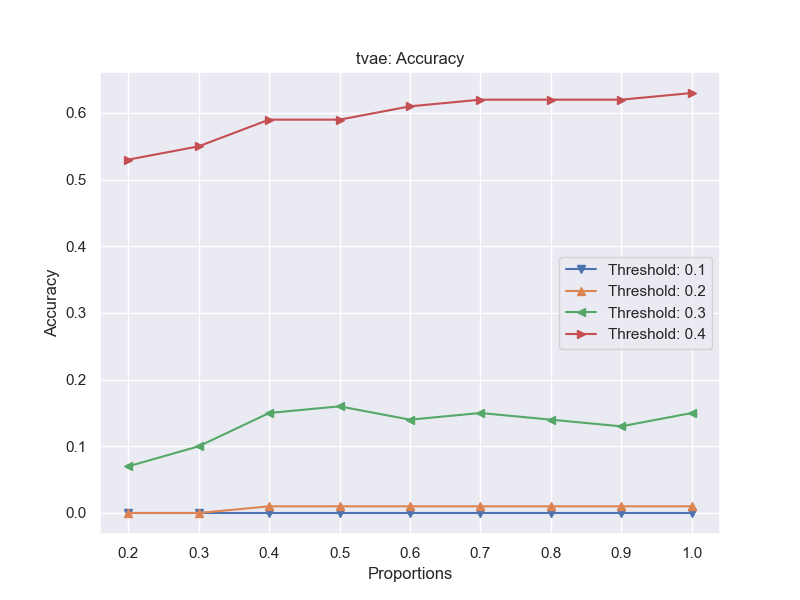 tvae: Accuracy
Accuracy
0.6
0.5
0.4
0.3
0.2
0.1
0.0
Threshold: 0.1
Threshold: 0.2
Threshold: 0.3
Threshold: 0.4
0.2 0.3 0.4 0.5 0.6 0.7 0.8 0.9 1.0
Proportions